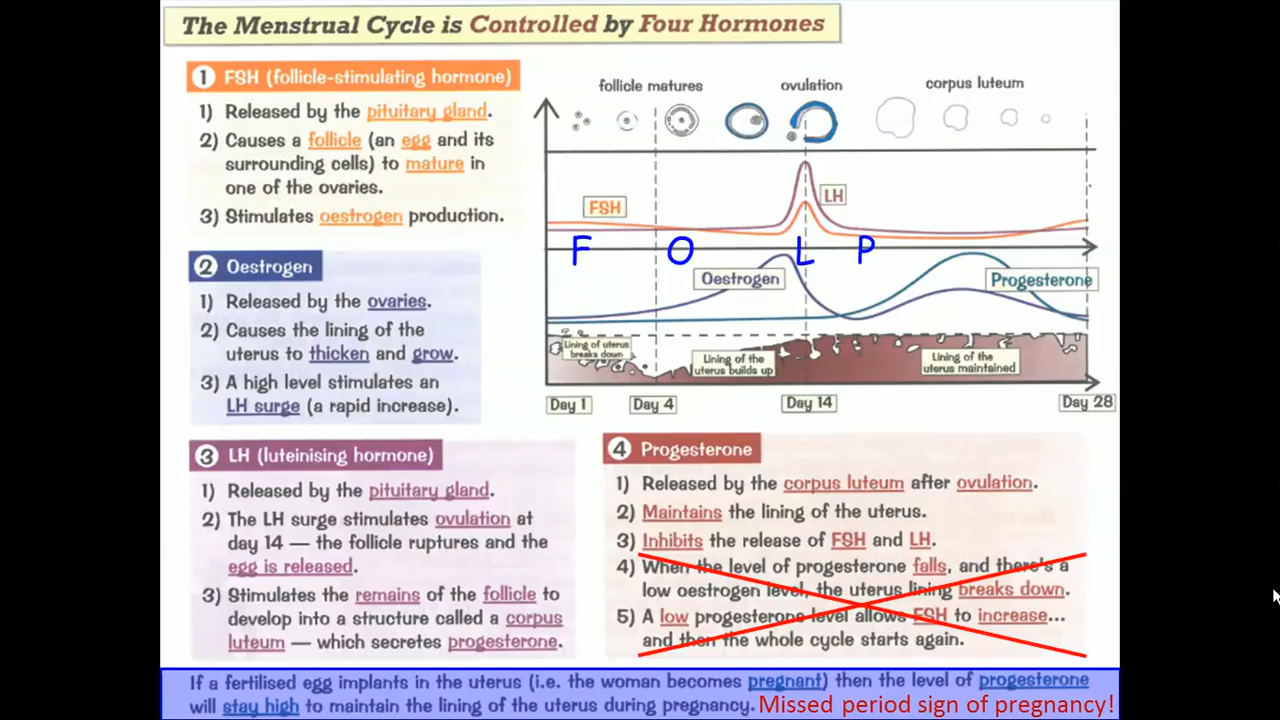 The Menstrual Cycle is Controlled by Four Hormones
1 FSH (follicle-stimulating hormone)
1) Released by the pituitary gland.
2) Causes a follicle (an egg and its
surrounding cells) to mature in
one of the ovaries.
3) Stimulates oestrogen production.
2 Oestrogen
1) Released by the ovaries.
2) Causes the lining of the
uterus to thicken and grow.
3) A high level stimulates an
LH surge (a rapid increase).
follicle matures
ovulation
corpus luteum
FSH
LH
F O L P
Oestrogen
Progesterone
Lining of uterus
breaks down
Lining of the
uterus builds up
Lining of the
uterus maintained
Day 1
Day 4
Day 14
Day 28
3 LH (luteinising hormone)
1) Released by the pituitary gland.
2) The LH surge stimulates ovulation at
day 14 — the follicle ruptures and the
egg is released.
3) Stimulates the remains of the follicle to
develop into a structure called a corpus
luteum — which secretes progesterone.
4 Progesterone
1) Released by the corpus luteum after ovulation.
2) Maintains the lining of the uterus.
3) Inhibits the release of FSH and LH.
4) When the level of progesterone falls, and there's a
low oestrogen level, the uterus lining breaks down.
5) A low progesterone level allows FSH to increase...
and then the whole cycle starts again.
If a fertilised egg implants in the uterus (i.e. the woman becomes pregnant) then the level of progesterone
will stay high to maintain the lining of the uterus during pregnancy. Missed period sign of pregnancy!